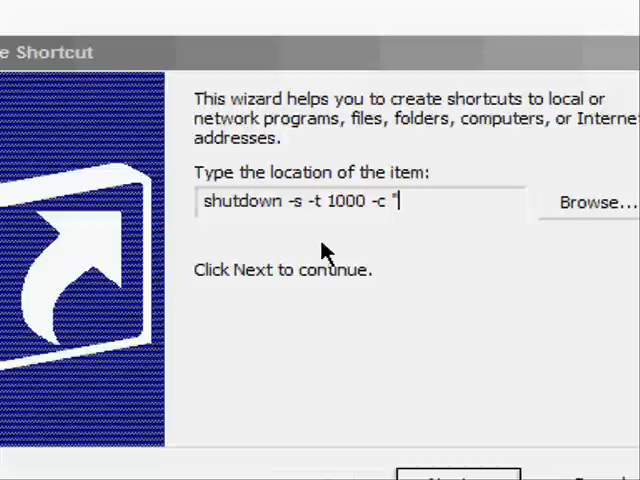 e Shortcut
This wizard helps you to create shortcuts to local or
network programs, files, folders, computers, or Interne
addresses.
Type the location of the item:
shutdown -s -t 1000 -c "
Browse...
Click Next to continue.